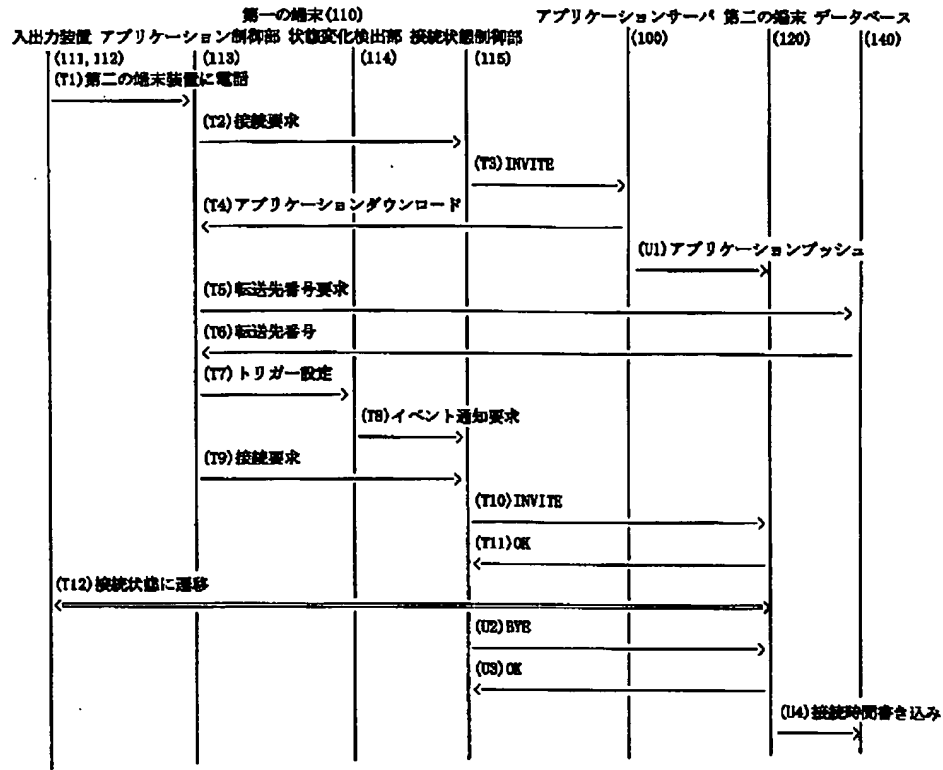 第一の端末(110)
アプリケーションサーバ 第二の端末 データベース
入出力装置 アプリケーション制御部 状態変化検出部 接続状態制御部
(111, 112) (113) (114) (115) (100) (120) (140)
(T1)第二の端末装置に電話
(T2)接続要求
(T3)INVITE
(T4)アプリケーションダウンロード
(U1)アプリケーションプッシュ
(T5)転送先番号要求
(T6)転送先番号
(T7)トリガー設定
(T8)イベント通知要求
(T9)接続要求
(T10)INVITE
(T11)OK
(T12)接続状態に遷移
(U2)BYE
(U3)OK
(U4)接続時間書き込み